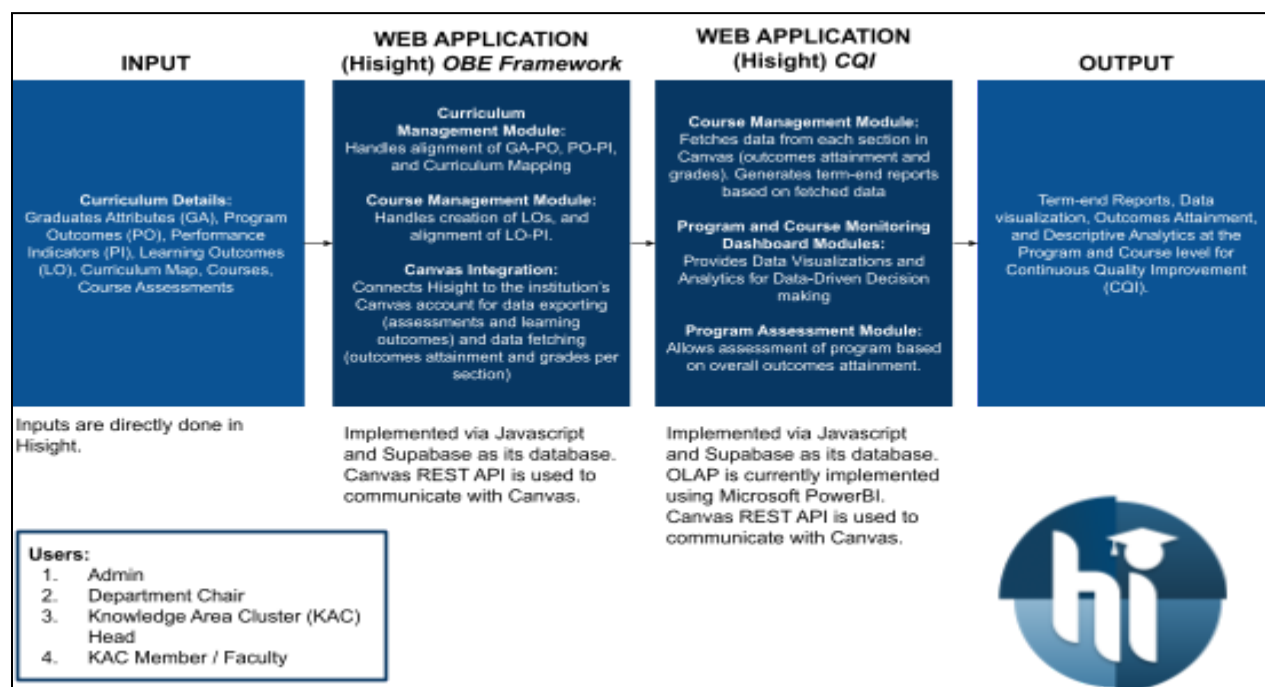 INPUT
Curriculum Details:
Graduates Attributes (GA), Program
Outcomes (PO), Performance
Indicators (PI), Learning Outcomes
(LO), Curriculum Map, Courses,
Course Assessments
Inputs are directly done in
Hisight.
WEB APPLICATION
(Hisight) OBE Framework
Curriculum
Management Module:
Handles alignment of GA-PO, PO-PI,
and Curriculum Mapping
Course Management Module:
Handles creation of LOs, and
alignment of LO-PI.
Canvas Integration:
Connects Hisight to the institution's
Canvas account for data exporting
(assessments and learning
outcomes) and data fetching
(outcomes attainment and grades per
section)
Implemented via Javascript
and Supabase as its database.
Canvas REST API is used to
communicate with Canvas.
WEB APPLICATION
(Hisight) CQI
Course Management Module:
Fetches data from each section in
Canvas (outcomes attainment and
grades). Generates term-end reports
based on fetched data
Program and Course Monitoring
Dashboard Modules:
Provides Data Visualizations and
Analytics for Data-Driven Decision
making
Program Assessment Module:
Allows assessment of program based
on overall outcomes attainment.
Implemented via Javascript
and Supabase as its database.
OLAP is currently implemented
using Microsoft PowerBI.
Canvas REST API is used to
communicate with Canvas.
OUTPUT
Term-end Reports, Data
visualization, Outcomes Attainment,
and Descriptive Analytics at the
Program and Course level for
Continuous Quality Improvement
(CQI).
Users:
1. Admin
2. Department Chair
3. Knowledge Area Cluster (KAC)
Head
4. KAC Member / Faculty
hi